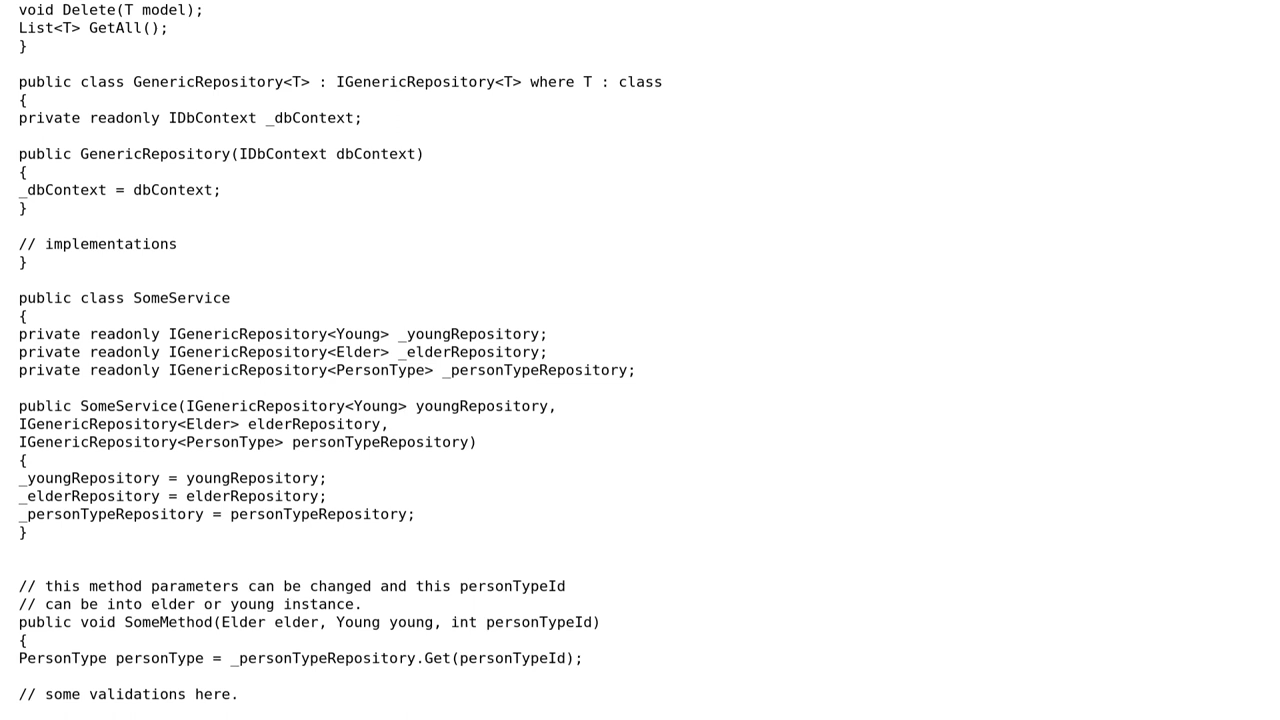 void Delete(T model);
List<T> GetAll();
}
public class GenericRepository<T> : IGenericRepository<T> where T : class
{
private readonly IDbContext _dbContext;
public GenericRepository(IDbContext dbContext)
{
_dbContext = dbContext;
}
// implementations
}
public class SomeService
{
private readonly IGenericRepository<Young> _youngRepository;
private readonly IGenericRepository<Elder> _elderRepository;
private readonly IGenericRepository<PersonType> _personTypeRepository;
public SomeService(IGenericRepository<Young> youngRepository,
IGenericRepository<Elder> elderRepository,
IGenericRepository<PersonType> personTypeRepository)
{
_youngRepository = youngRepository;
_elderRepository = elderRepository;
_personTypeRepository = personTypeRepository;
}
// this method parameters can be changed and this personTypeId
// can be into elder or young instance.
public void SomeMethod(Elder elder, Young young, int personTypeId)
{
PersonType personType = _personTypeRepository.Get(personTypeId);
// some validations here.